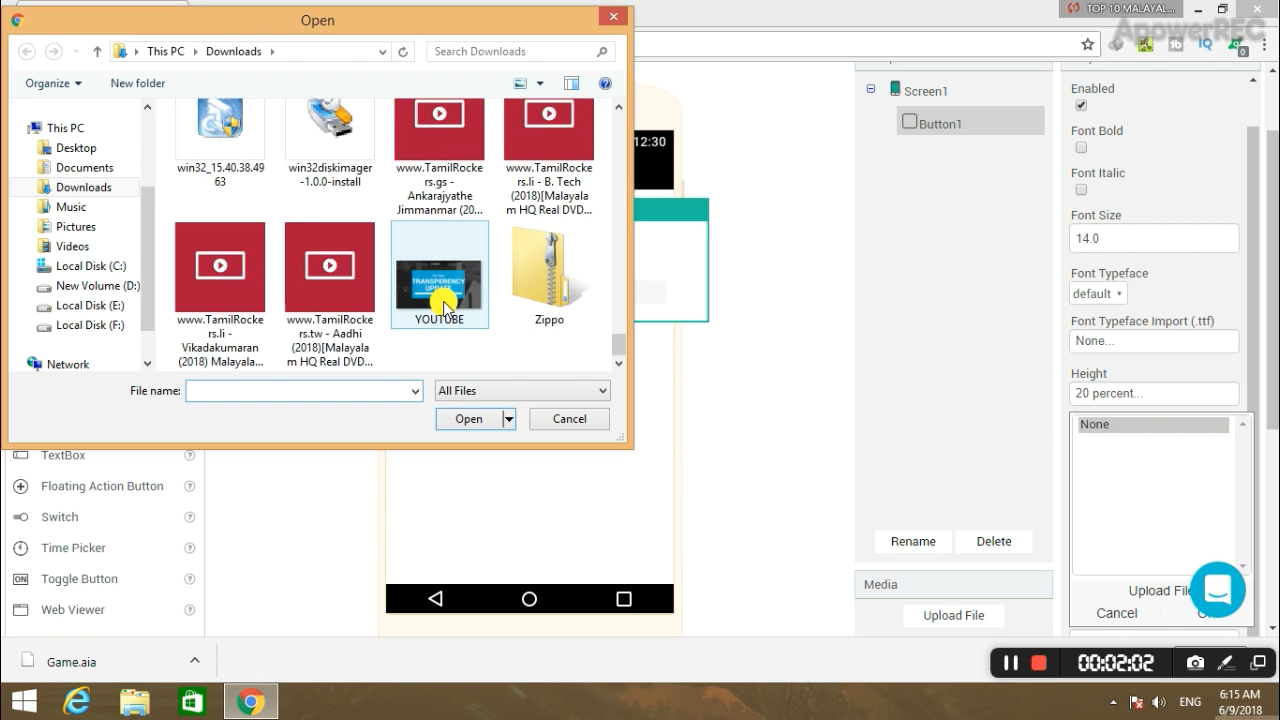 Open
TOP 10 MALAYAL...
ApowerREC
This PC
Downloads
Search Downloads
Organize
New folder
IQ
0
This PC
Desktop
Documents
Downloads
Music
Pictures
Videos
Local Disk (C:)
New Volume (D:)
Local Disk (E:)
Local Disk (F:)
Network
win32_15.40.38.49
63
win32diskimager
-1.0.0-install
www.TamilRocke
rs.gs -
Ankarajyathe
Jimmanmar (20...
www.TamilRocke
rs.li - B. Tech
(2018)[Malayala
m HQ Real DVD...
www.TamilRocke
rs.li -
Vikadakumaran
(2018) Malayala...
www.TamilRocke
rs.tw - Aadhi
(2018)[Malayala
m HQ Real DVD...
TRANSPERENCY
UPDATE
YOUTUBE
Zippo
File name:
All Files
Open
Cancel
TextBox
Floating Action Button
Switch
Time Picker
ON
Toggle Button
Web Viewer
12:30
Screen1
Button1
Rename
Delete
Media
Upload File
Enabled
Font Bold
Font Italic
Font Size
14.0
Font Typeface
default
Font Typeface Import (.ttf)
None...
Height
20 percent...
None
Upload File
Cancel
Game.aia
00:02:02
ENG
6:15 AM
6/9/2018